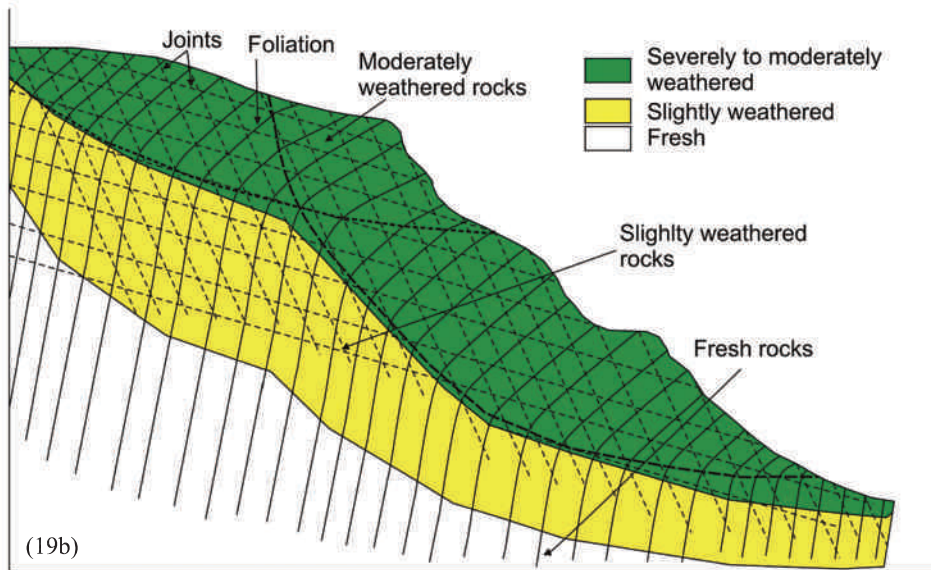 Joints
Foliation
Moderately
weathered rocks
Severely to moderately
weathered
Slightly weathered
Fresh
Slighlty weathered
rocks
Fresh rocks
(19b)